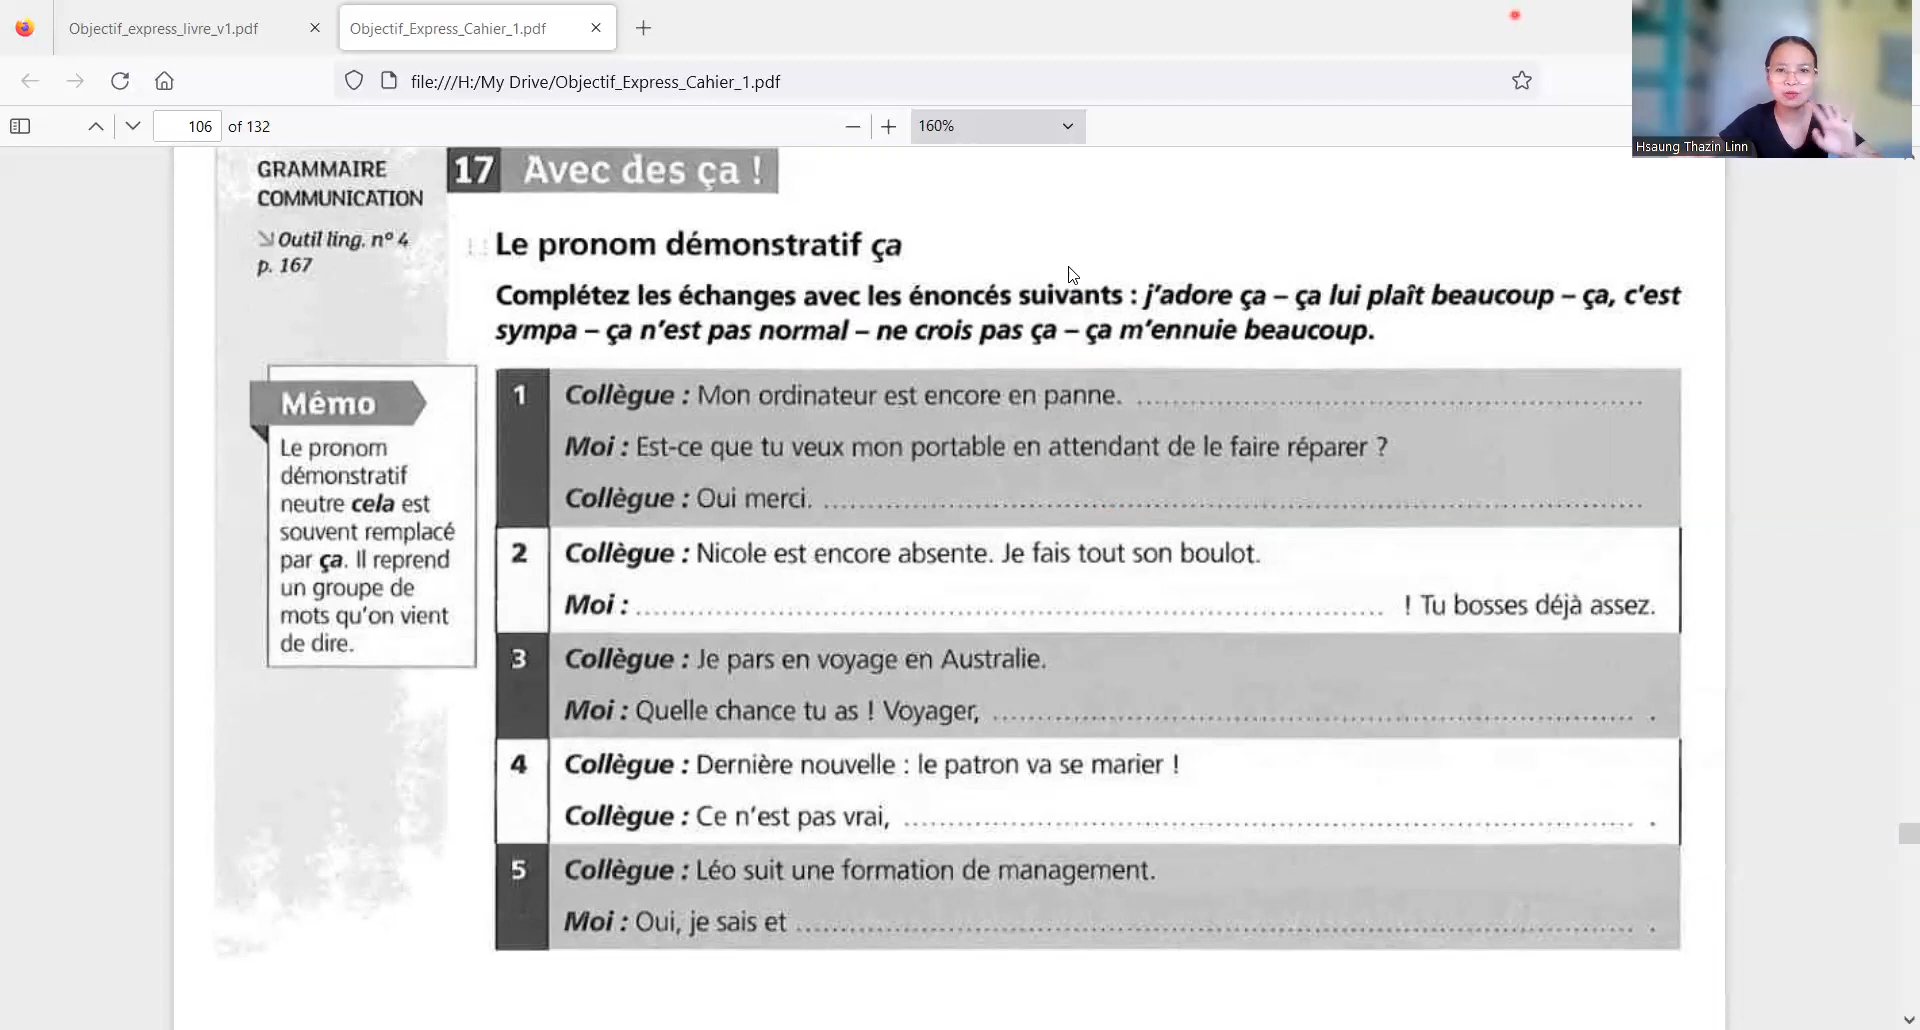 Objectif_express_livre_v1.pdf
Objectif_Express_Cahier_1.pdf
file:///H:/My Drive/Objectif_Express_Cahier_1.pdf
106 of 132
160%
Hsaung Thazin Linn
GRAMMAIRE
COMMUNICATION
Outil ling. n° 4
p. 167
17 Avec des ça !
Le pronom démonstratif ça
Complétez les échanges avec les énoncés suivants : j'adore ça – ça lui plaît beaucoup – ça, c'est
sympa – ça n'est pas normal – ne crois pas ça – ça m'ennuie beaucoup.
Mémo
Le pronom
démonstratif
neutre cela est
souvent remplacé
par ça. Il reprend
un groupe de
mots qu'on vient
de dire.
1 Collègue : Mon ordinateur est encore en panne. ........................................
Moi : Est-ce que tu veux mon portable en attendant de le faire réparer ?
Collègue : Oui merci. ........................................
2 Collègue : Nicole est encore absente. Je fais tout son boulot.
Moi : ........................................ ! Tu bosses déjà assez.
3 Collègue : Je pars en voyage en Australie.
Moi : Quelle chance tu as ! Voyager, ........................................ .
4 Collègue : Dernière nouvelle : le patron va se marier !
Collègue : Ce n'est pas vrai, ........................................ .
5 Collègue : Léo suit une formation de management.
Moi : Oui, je sais et ........................................ .